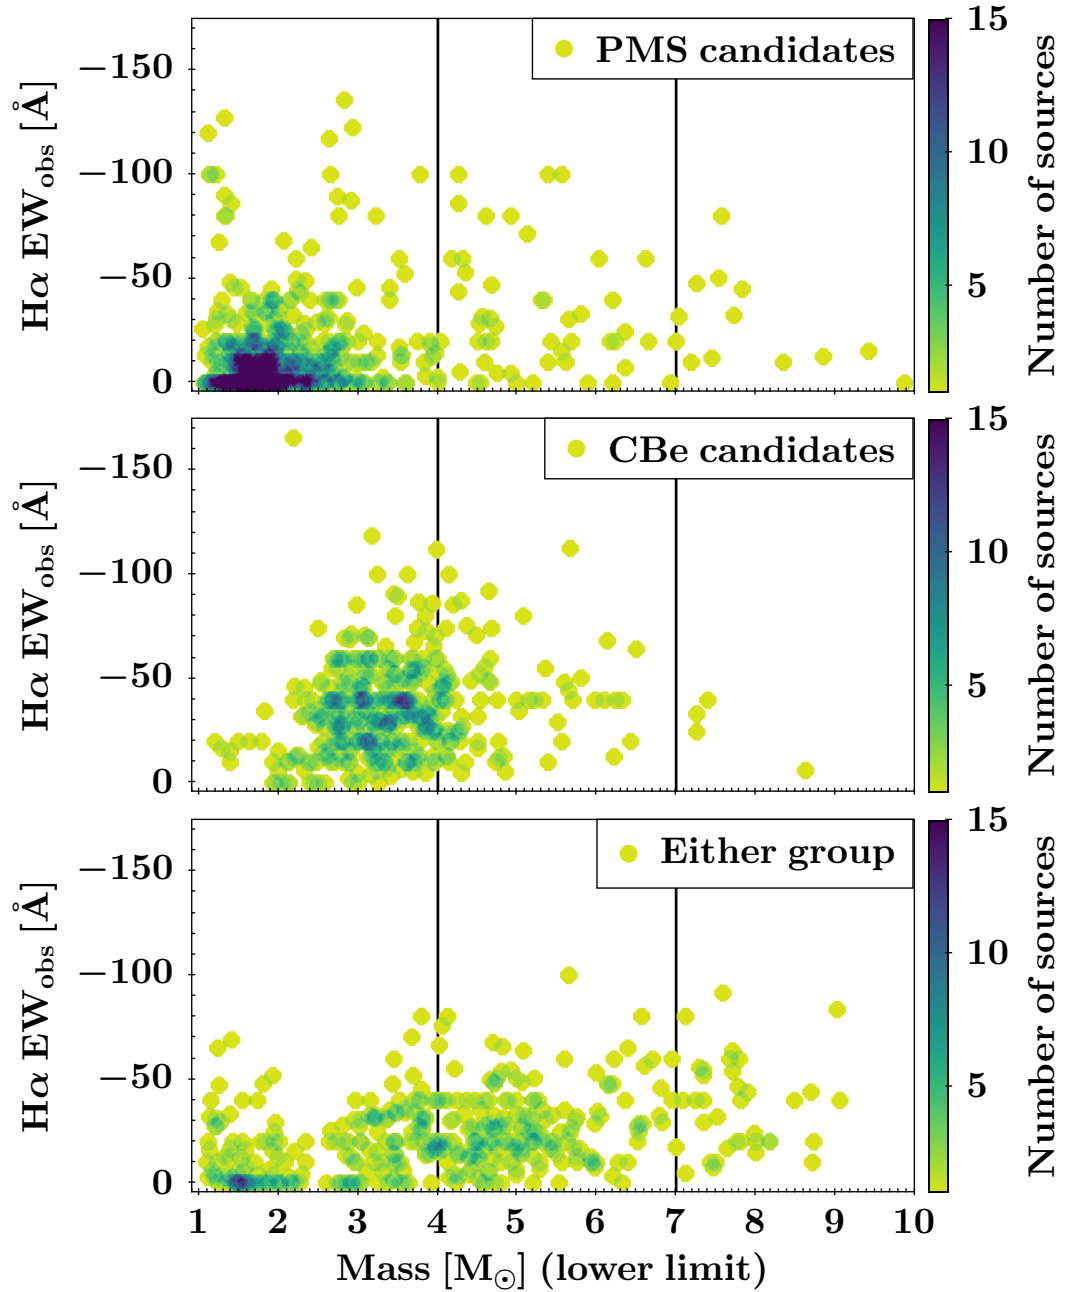 PMS candidates
−150
−100
−50
0
Hα EWobs [Å]
15
10
5
Number of sources
CBe candidates
−150
−100
−50
0
Hα EWobs [Å]
15
10
5
Number of sources
Either group
−150
−100
−50
0
Hα EWobs [Å]
15
10
5
Number of sources
1 2 3 4 5 6 7 8 9 10
Mass [M⊙] (lower limit)